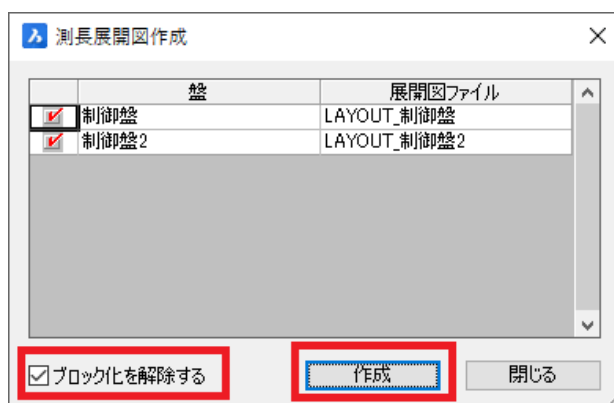 測長展開図作成
盤 展開図ファイル
制御盤 LAYOUT_制御盤
制御盤2 LAYOUT_制御盤2
ブロック化を解除する 作成 閉じる